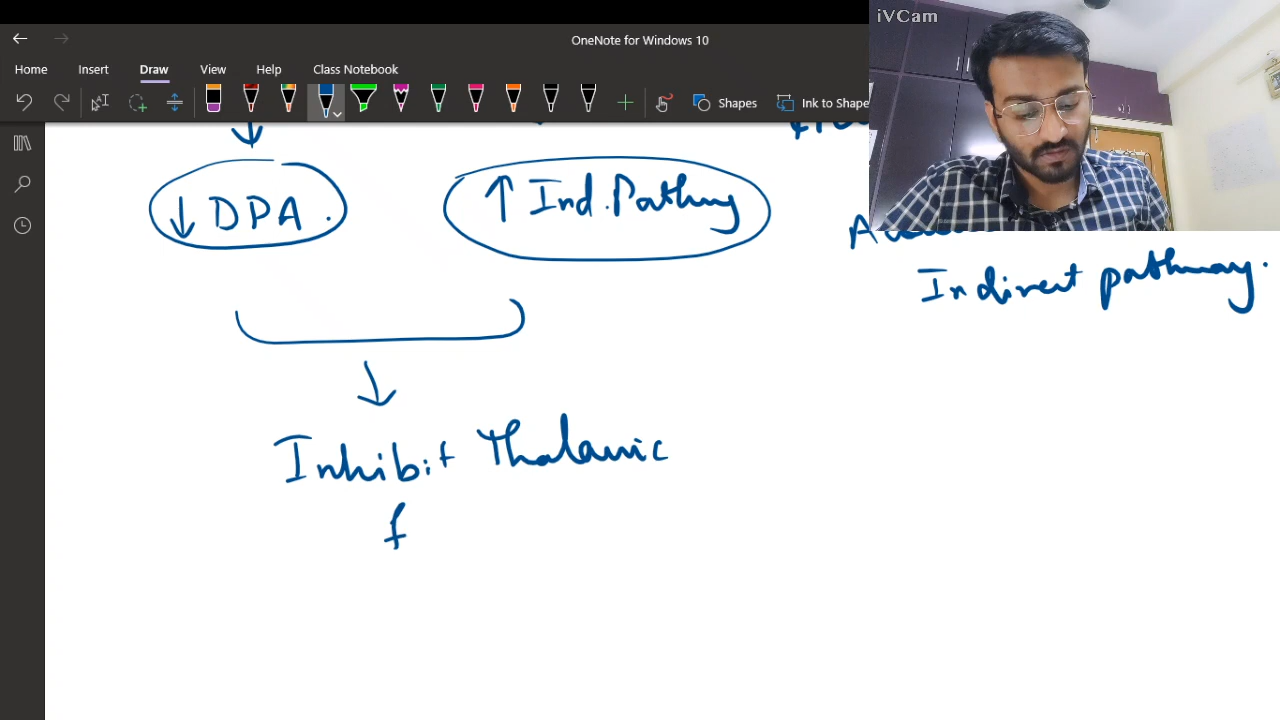 iVCam
OneNote for Windows 10
Home Insert Draw View Help Class Notebook
Shapes Ink to Shape
↓ DPA.
↑ Ind. Pathway
Indirect pathway.
Inhibit Thalamic
f